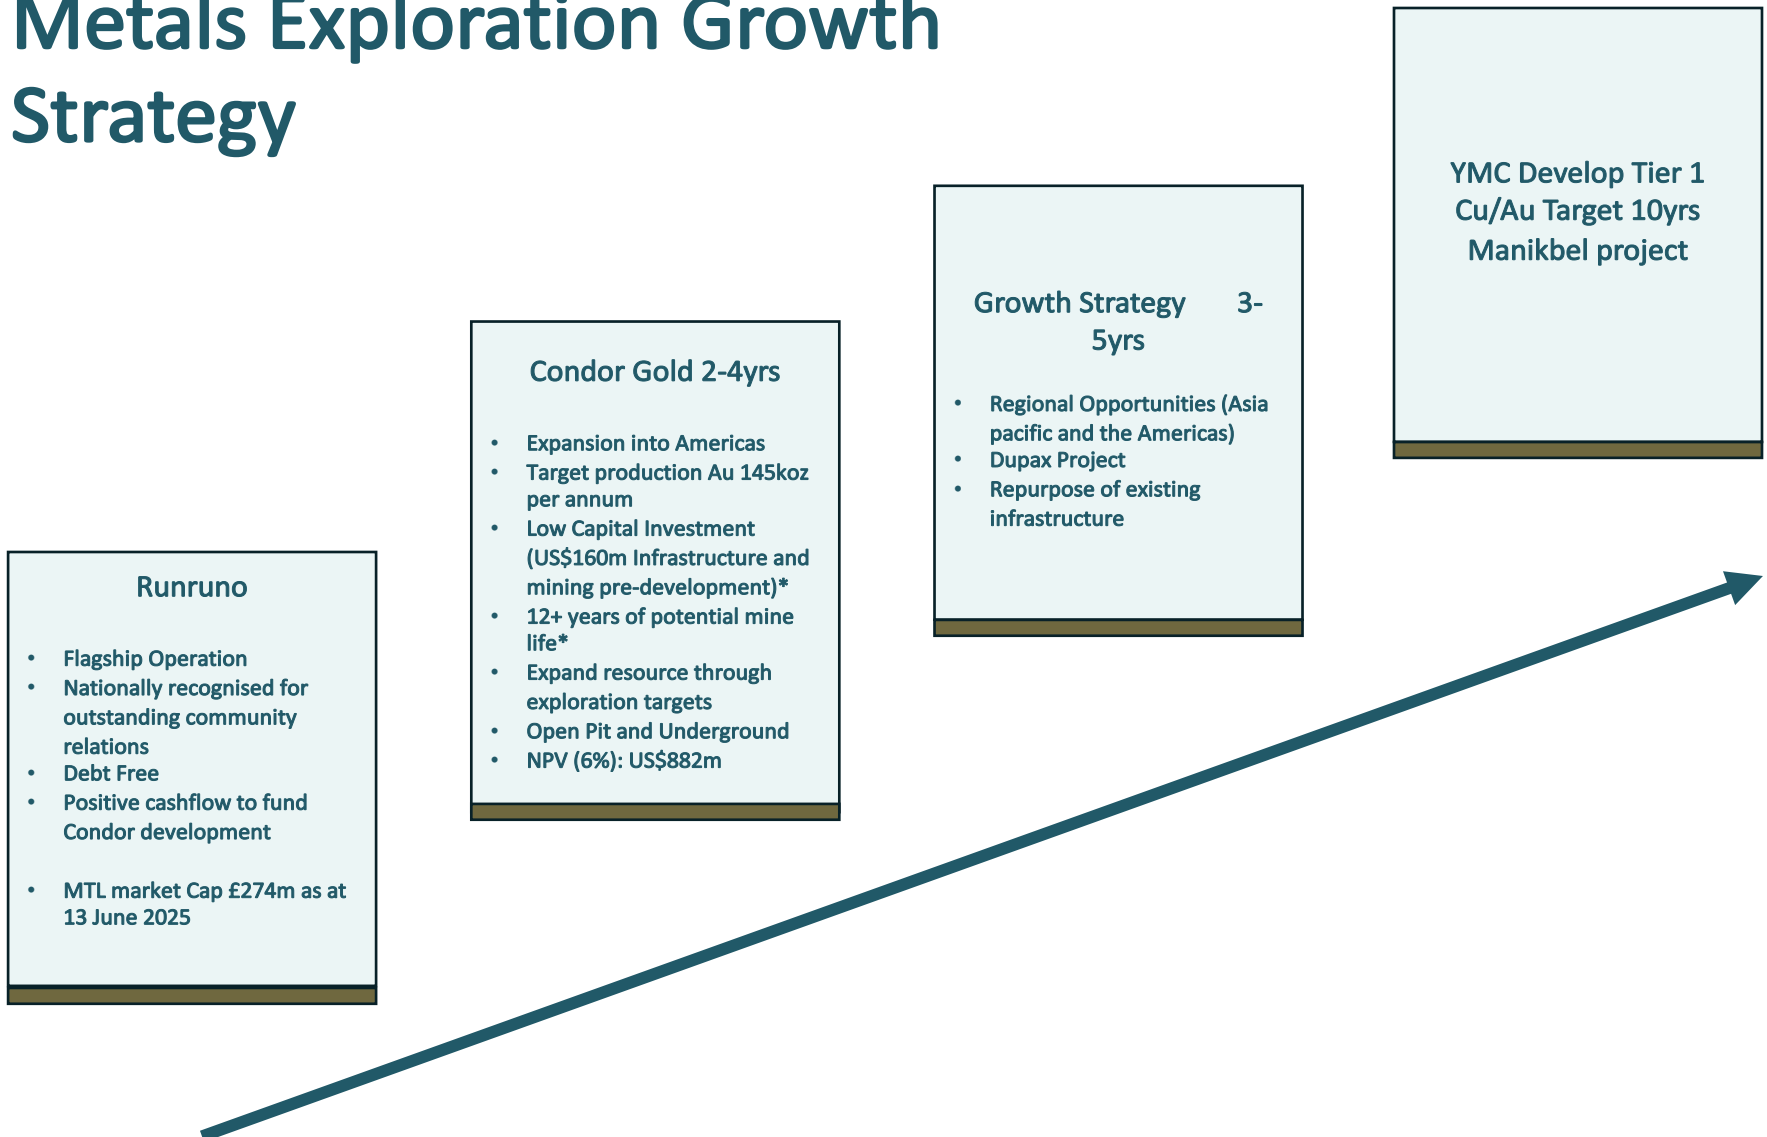 Metals Exploration Growth
Strategy
Runruno
• Flagship Operation
• Nationally recognised for
outstanding community
relations
• Debt Free
• Positive cashflow to fund
Condor development
• MTL market Cap £274m as at
13 June 2025
Condor Gold 2-4yrs
• Expansion into Americas
• Target production Au 145koz
per annum
• Low Capital Investment
(US$160m Infrastructure and
mining pre-development)*
• 12+ years of potential mine
life*
• Expand resource through
exploration targets
• Open Pit and Underground
• NPV (6%): US$882m
Growth Strategy 3-
5yrs
• Regional Opportunities (Asia
pacific and the Americas)
• Dupax Project
• Repurpose of existing
infrastructure
YMC Develop Tier 1
Cu/Au Target 10yrs
Manikbel project